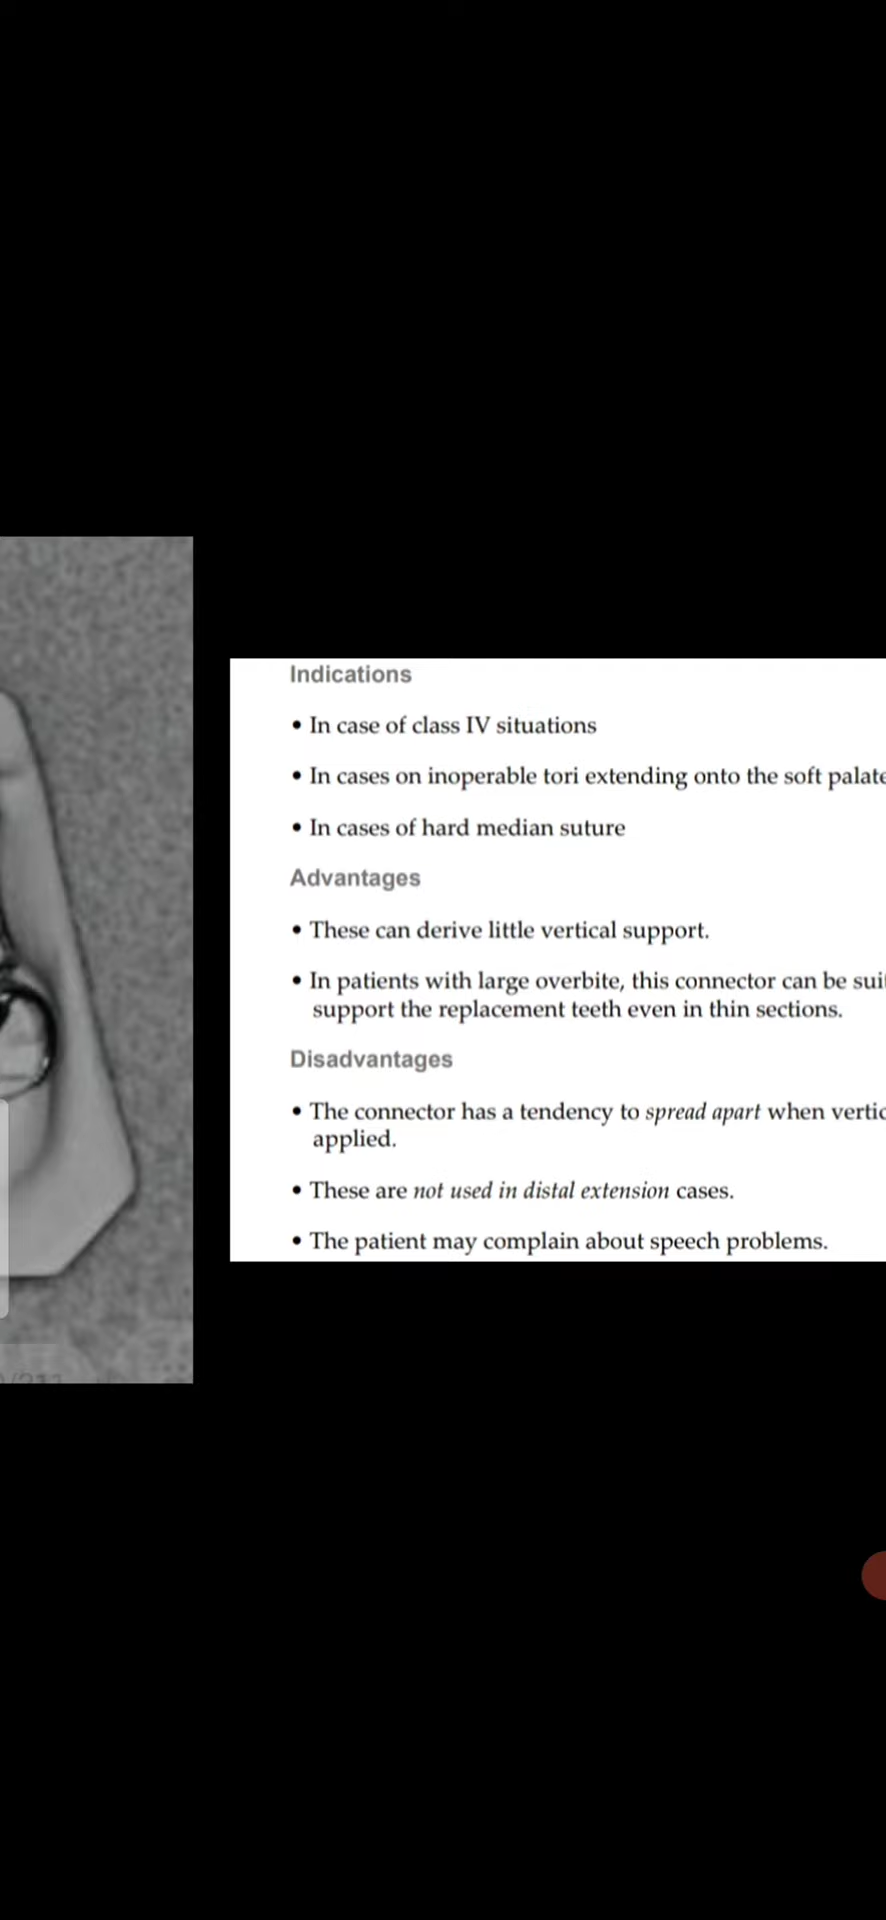 Indications
• In case of class IV situations
• In cases on inoperable tori extending onto the soft palate
• In cases of hard median suture
Advantages
• These can derive little vertical support.
• In patients with large overbite, this connector can be
support the replacement teeth even in thin sections.
Disadvantages
• The connector has a tendency to spread apart when
applied.
• These are not used in distal extension cases.
• The patient may complain about speech problems.